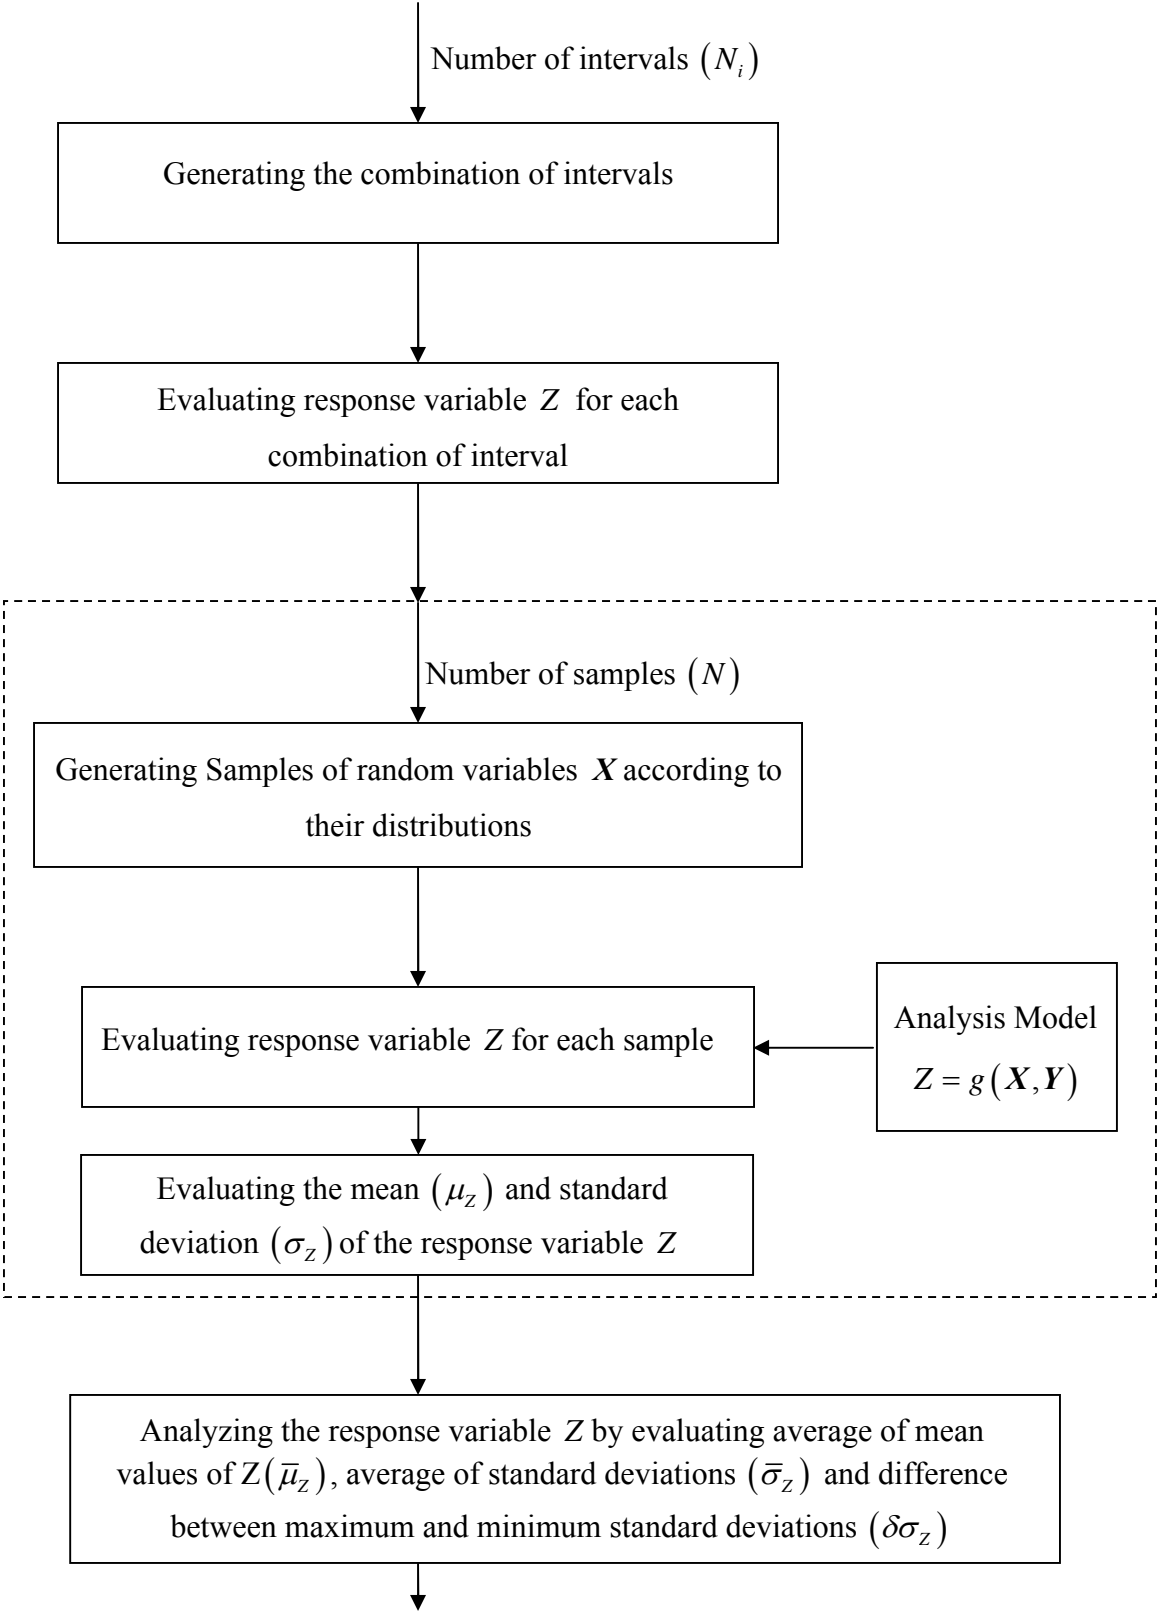 Number of intervals (Nᵢ)
Generating the combination of intervals
Evaluating response variable Z for each
combination of interval
Number of samples (N)
Generating Samples of random variables X according to
their distributions
Evaluating response variable Z for each sample
Analysis Model
Z = g(X, Y)
Evaluating the mean (μ_Z) and standard
deviation (σ_Z) of the response variable Z
Analyzing the response variable Z by evaluating average of mean
values of Z(μ̅_Z), average of standard deviations (σ̅_Z) and difference
between maximum and minimum standard deviations (δσ_Z)